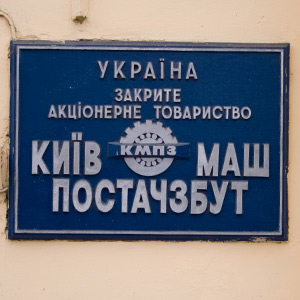 УКРАЇНА
ЗАКРИТЕ
АКЦІОНЕРНЕ ТОВАРИСТВО
КИЇВ КМПЗ МАШ
ПОСТАЧЗБУТ